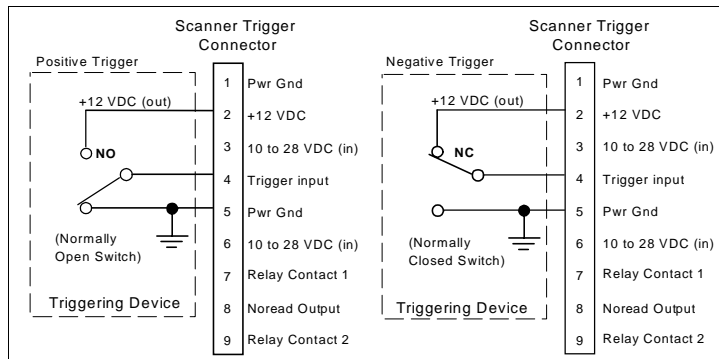 Scanner Trigger
Connector
Positive Trigger
+12 VDC (out)
NO
(Normally
Open Switch)
Triggering Device
1 Pwr Gnd
2 +12 VDC
3 10 to 28 VDC (in)
4 Trigger input
5 Pwr Gnd
6 10 to 28 VDC (in)
7 Relay Contact 1
8 Noread Output
9 Relay Contact 2
Scanner Trigger
Connector
Negative Trigger
+12 VDC (out)
NC
(Normally
Closed Switch)
Triggering Device
1 Pwr Gnd
2 +12 VDC
3 10 to 28 VDC (in)
4 Trigger input
5 Pwr Gnd
6 10 to 28 VDC (in)
7 Relay Contact 1
8 Noread Output
9 Relay Contact 2